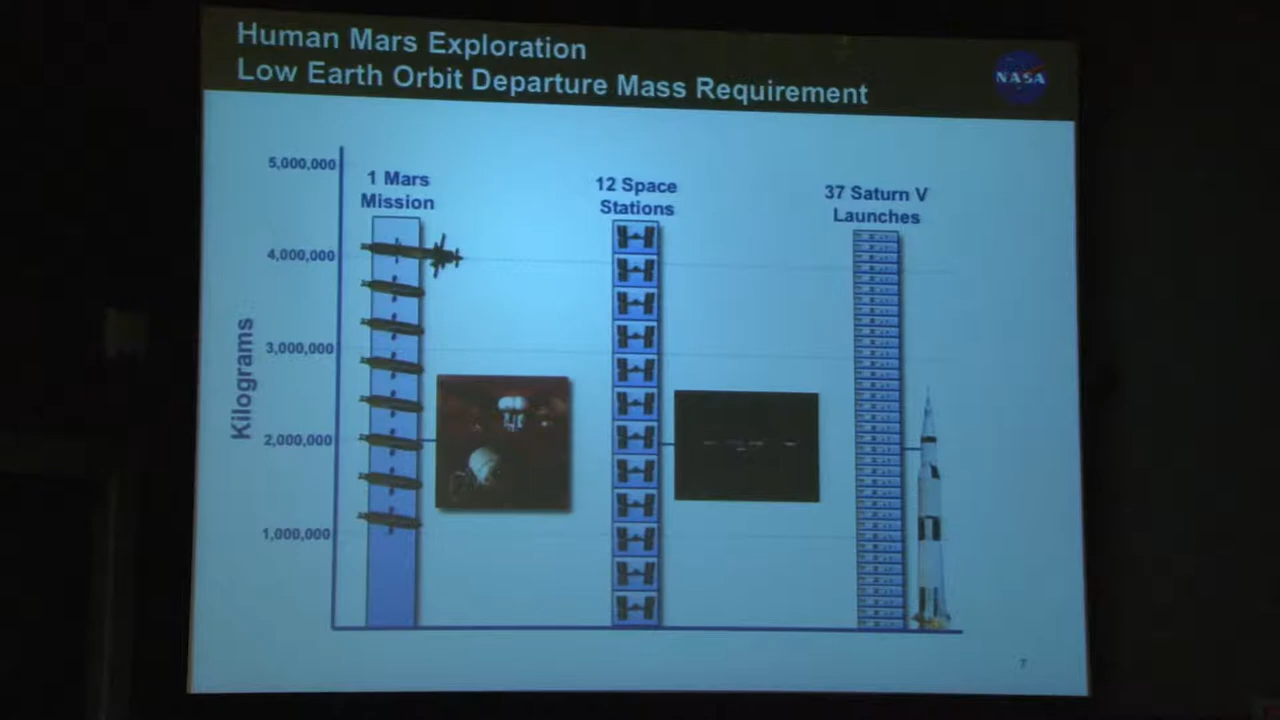 Human Mars Exploration
Low Earth Orbit Departure Mass Requirement
NASA
5,000,000
4,000,000
3,000,000
2,000,000
1,000,000
Kilograms
1 Mars
Mission
12 Space
Stations
37 Saturn V
Launches
7